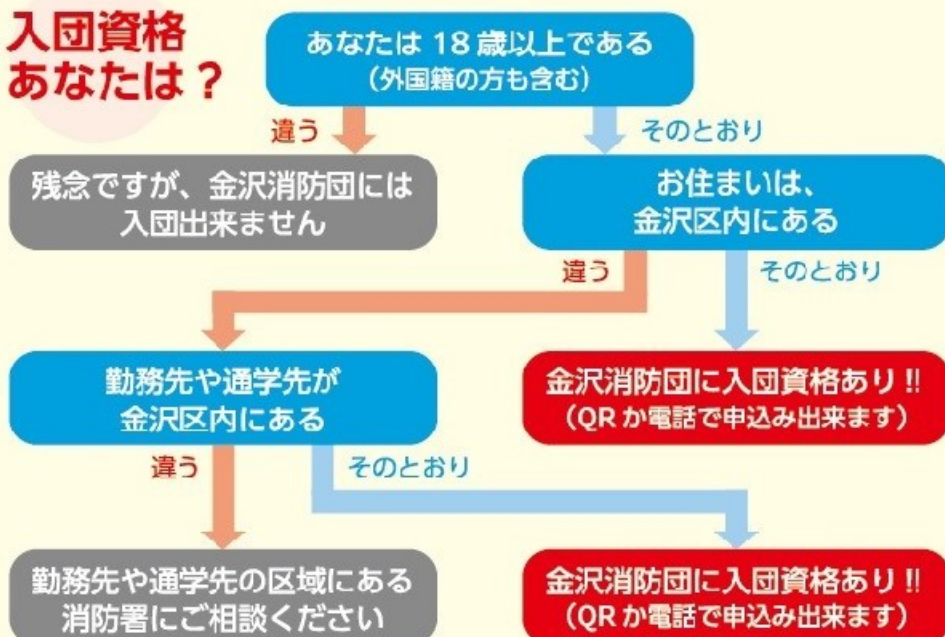 入団資格
あなたは？
あなたは 18 歳以上である
（外国籍の方も含む）
違う
そのとおり
残念ですが、金沢消防団には
入団出来ません
お住まいは、
金沢区内にある
違う
そのとおり
勤務先や通学先が
金沢区内にある
金沢消防団に入団資格あり!!
（QR か電話で申込み出来ます）
違う
そのとおり
勤務先や通学先の区域にある
消防署にご相談ください
金沢消防団に入団資格あり!!
（QR か電話で申込み出来ます）